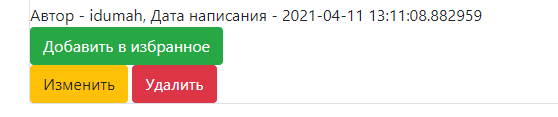 Автор - idumah, Дата написания - 2021-04-11 13:11:08.882959
Добавить в избранное
Изменить Удалить